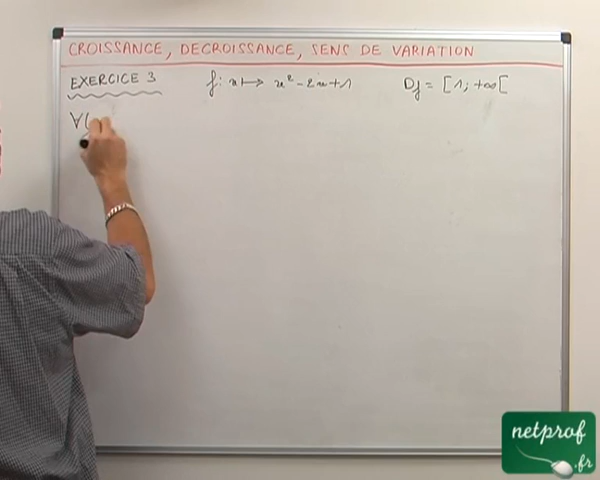 CROISSANCE, DECROISSANCE, SENS DE VARIATION
EXERCICE 3 f: x ↦ x² - 2x + 1 Df = [1; +∞[
∀(
netprof
.fr